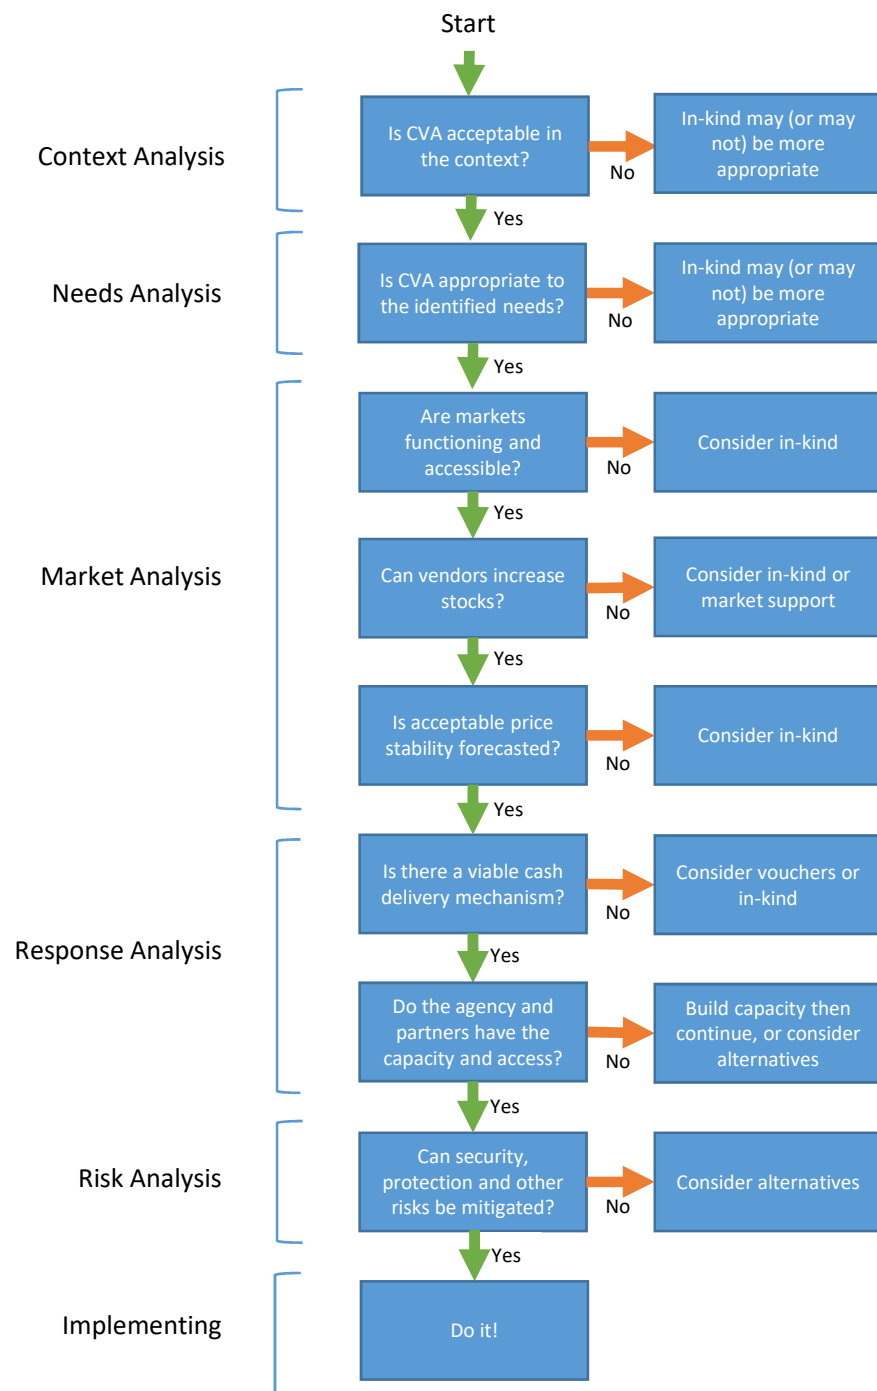 Start
Context Analysis
Is CVA acceptable in
the context?
No
In-kind may (or may
not) be more
appropriate
Yes
Needs Analysis
Is CVA appropriate to
the identified needs?
No
In-kind may (or may
not) be more
appropriate
Yes
Market Analysis
Are markets
functioning and
accessible?
No
Consider in-kind
Yes
Can vendors increase
stocks?
No
Consider in-kind or
market support
Yes
Is acceptable price
stability forecasted?
No
Consider in-kind
Yes
Response Analysis
Is there a viable cash
delivery mechanism?
No
Consider vouchers or
in-kind
Yes
Do the agency and
partners have the
capacity and access?
No
Build capacity then
continue, or consider
alternatives
Yes
Risk Analysis
Can security,
protection and other
risks be mitigated?
No
Consider alternatives
Yes
Implementing
Do it!